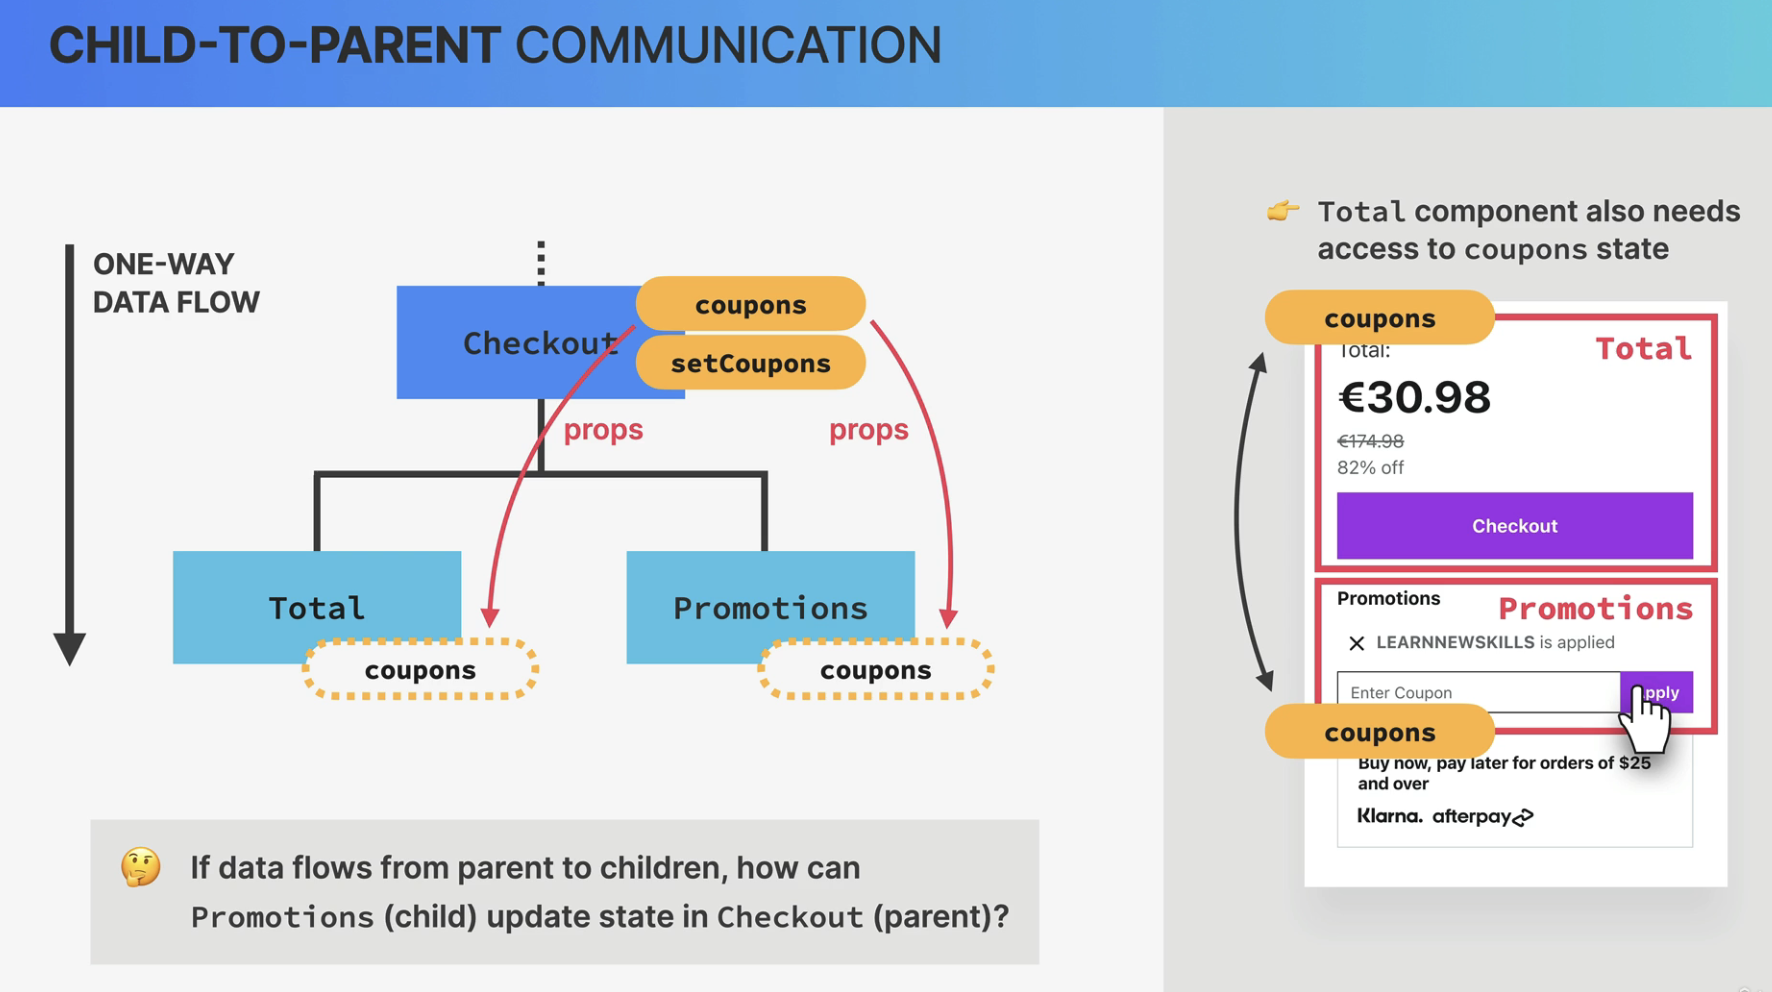 CHILD-TO-PARENT COMMUNICATION
ONE-WAY
DATA FLOW
Checkout
coupons
setCoupons
props
props
Total
Promotions
coupons
coupons
🤔 If data flows from parent to children, how can
Promotions (child) update state in Checkout (parent)?
👉 Total component also needs
access to coupons state
coupons
Total:
Total
€30.98
€174.98
82% off
Checkout
Promotions
Promotions
✕ LEARNNEWSKILLS is applied
Enter Coupon
pply
coupons
Buy now, pay later for orders of $25
and over
Klarna. afterpay